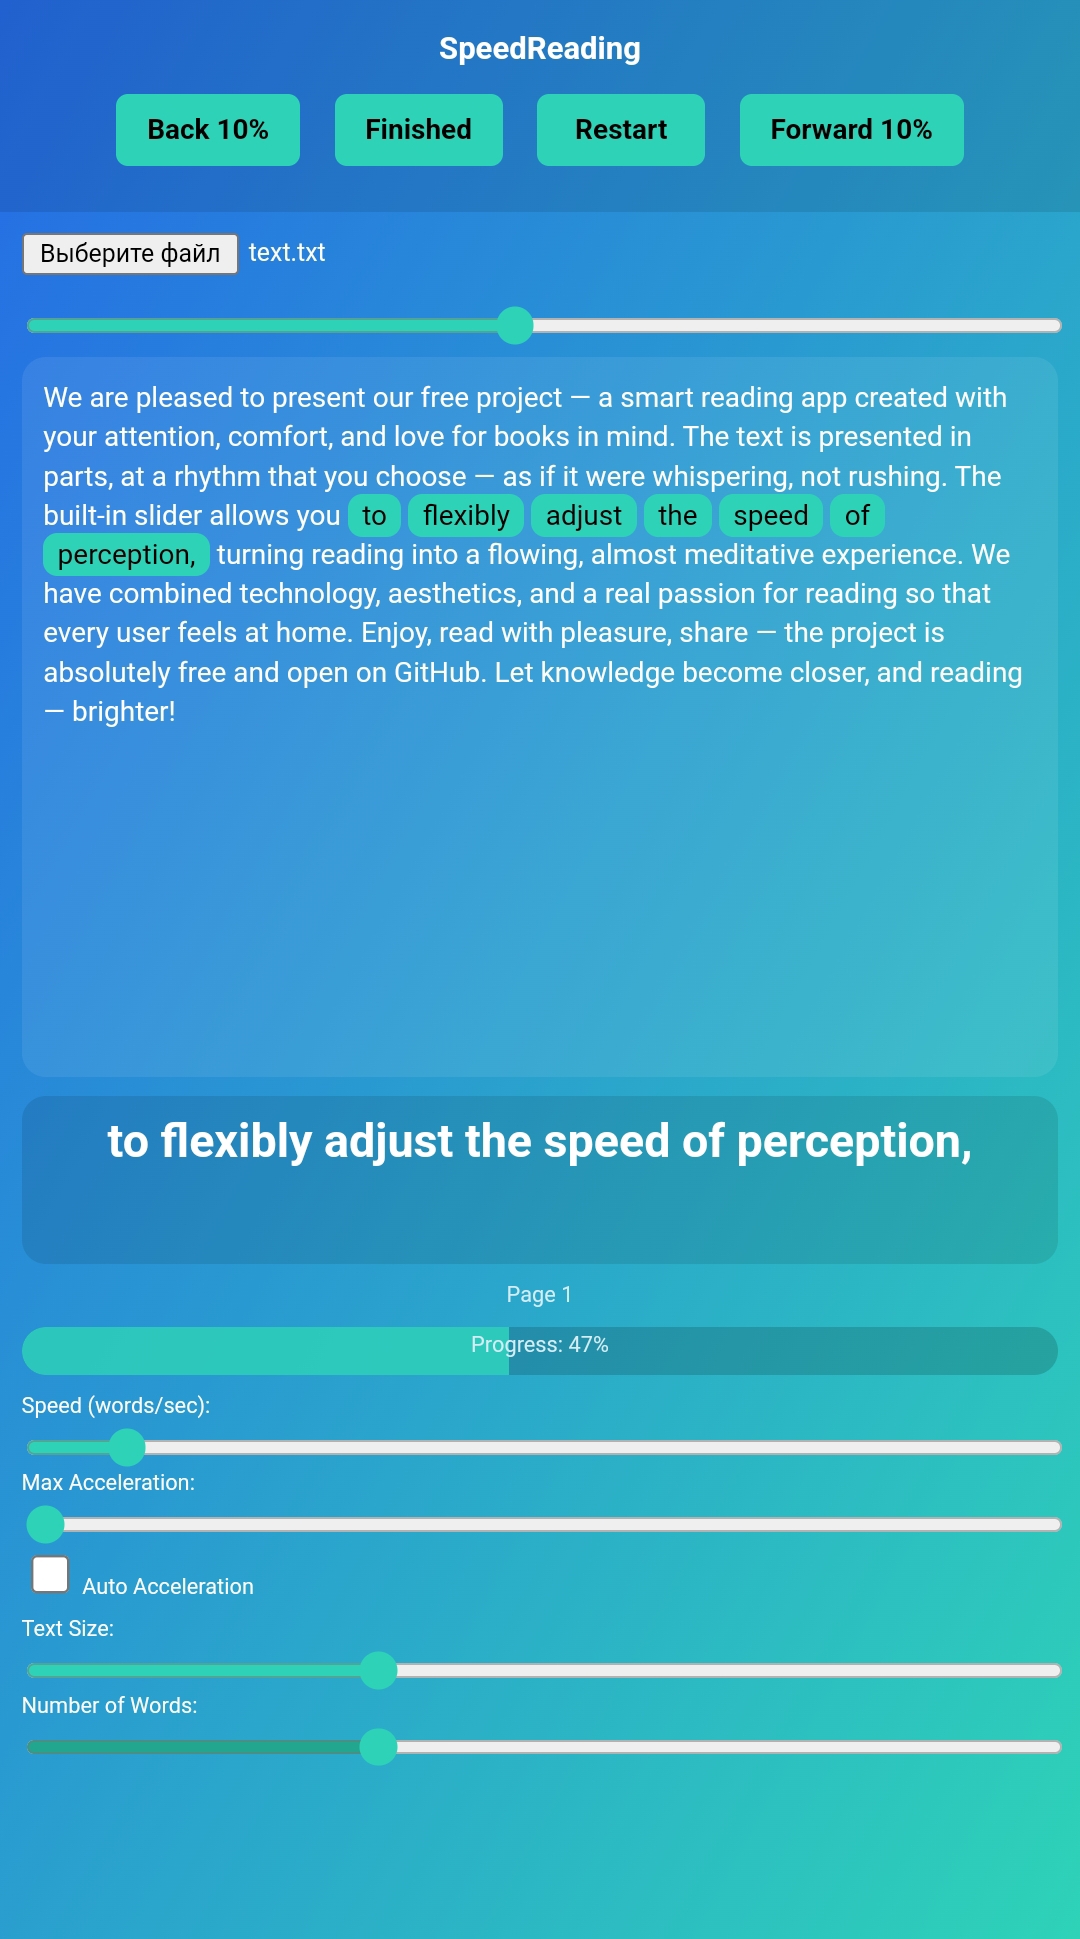 SpeedReading
Back 10% Finished Restart Forward 10%
Выберите файл text.txt
We are pleased to present our free project — a smart reading app created with
your attention, comfort, and love for books in mind. The text is presented in
parts, at a rhythm that you choose — as if it were whispering, not rushing. The
built-in slider allows you to flexibly adjust the speed of
perception, turning reading into a flowing, almost meditative experience. We
have combined technology, aesthetics, and a real passion for reading so that
every user feels at home. Enjoy, read with pleasure, share — the project is
absolutely free and open on GitHub. Let knowledge become closer, and reading
— brighter!
to flexibly adjust the speed of perception,
Page 1
Progress: 47%
Speed (words/sec):
Max Acceleration:
Auto Acceleration
Text Size:
Number of Words: